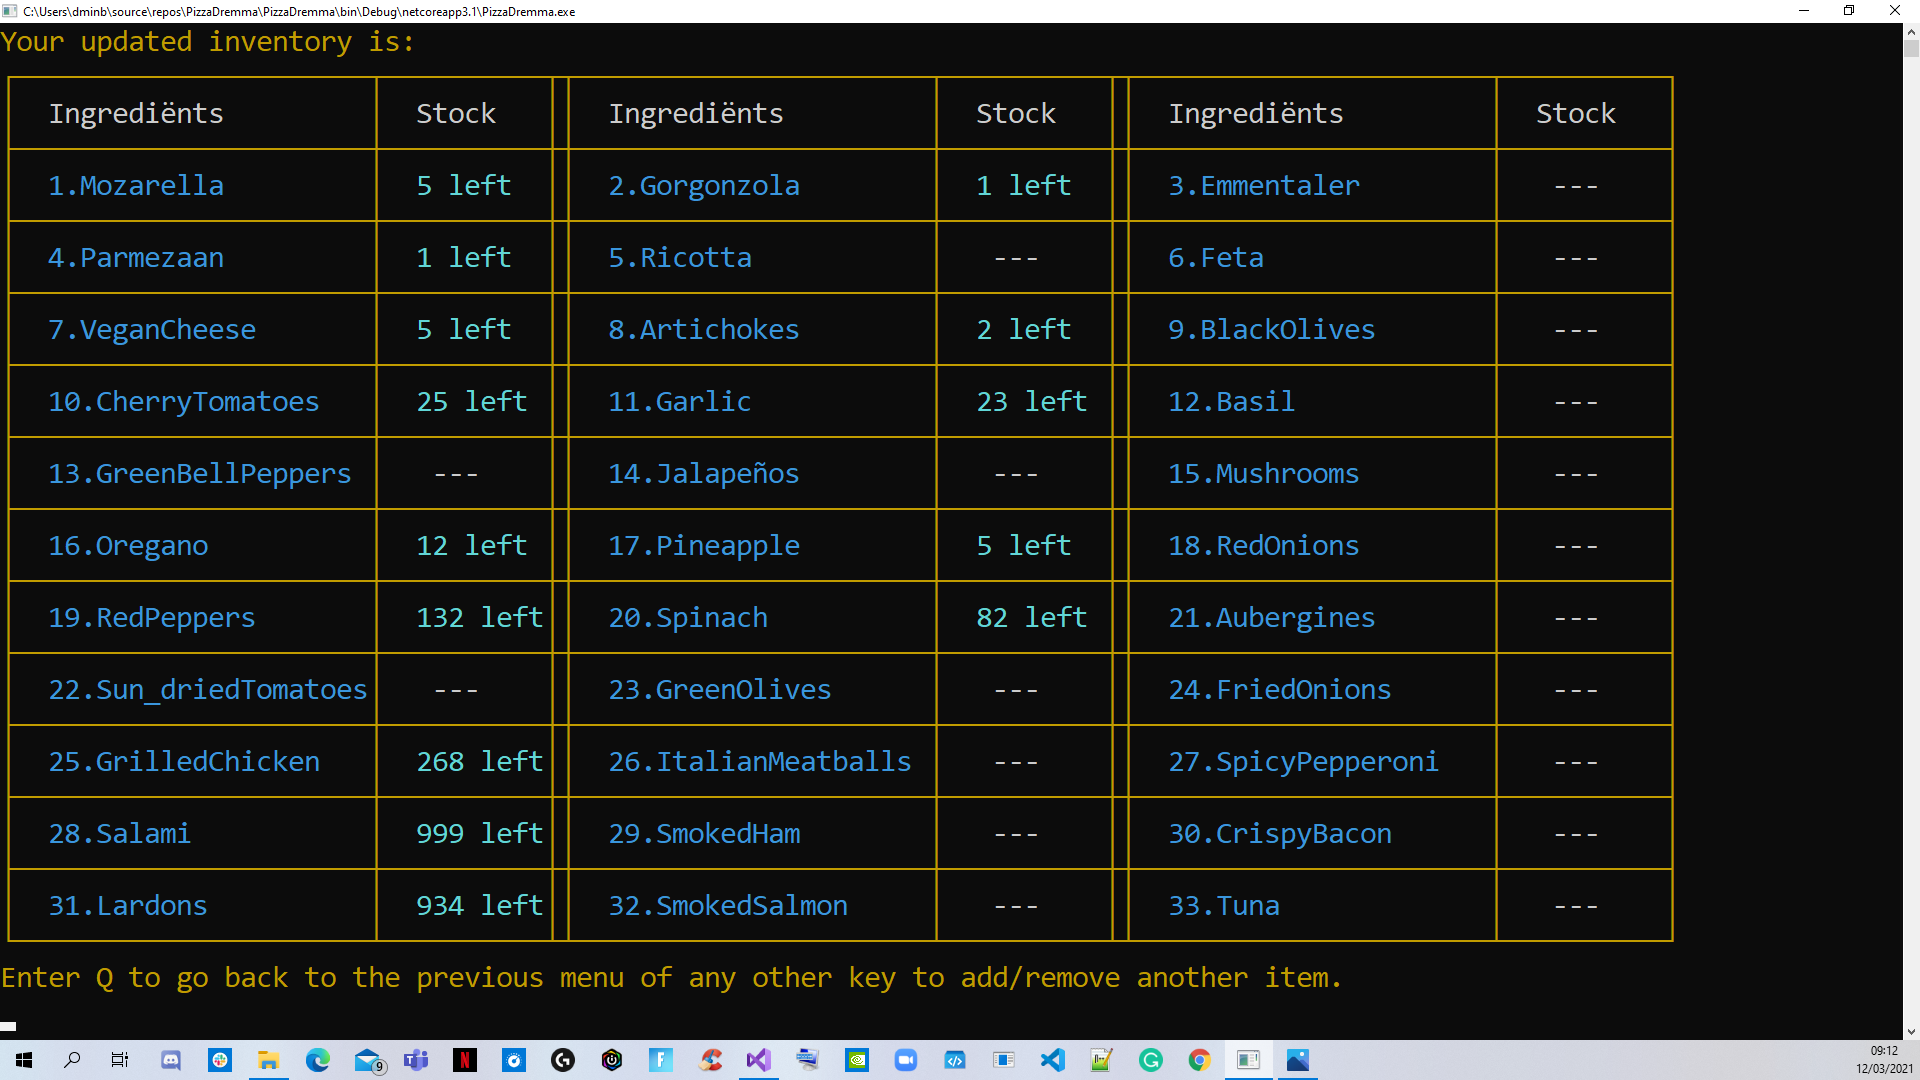 C:\Users\dminb\source\repos\PizzaDremma\PizzaDremma\bin\Debug\netcoreapp3.1\PizzaDremma.exe
Your updated inventory is:
Ingrediënts Stock Ingrediënts Stock Ingrediënts Stock
1.Mozarella 5 left 2.Gorgonzola 1 left 3.Emmentaler ---
4.Parmezaan 1 left 5.Ricotta --- 6.Feta ---
7.VeganCheese 5 left 8.Artichokes 2 left 9.BlackOlives ---
10.CherryTomatoes 25 left 11.Garlic 23 left 12.Basil ---
13.GreenBellPeppers --- 14.Jalapeños --- 15.Mushrooms ---
16.Oregano 12 left 17.Pineapple 5 left 18.RedOnions ---
19.RedPeppers 132 left 20.Spinach 82 left 21.Aubergines ---
22.Sun_driedTomatoes --- 23.GreenOlives --- 24.FriedOnions ---
25.GrilledChicken 268 left 26.ItalianMeatballs --- 27.SpicyPepperoni ---
28.Salami 999 left 29.SmokedHam --- 30.CrispyBacon ---
31.Lardons 934 left 32.SmokedSalmon --- 33.Tuna ---
Enter Q to go back to the previous menu of any other key to add/remove another item.
9
09:12
12/03/2021